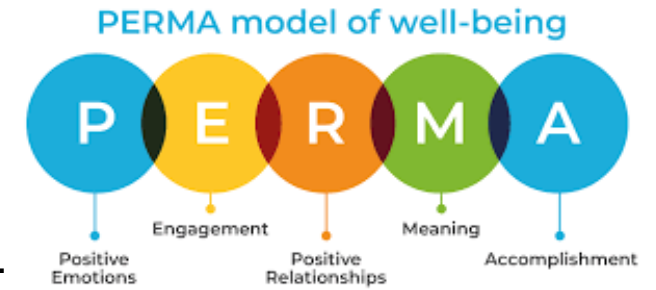 PERMA model of well-being
P E R M A
Positive
Emotions
Engagement
Positive
Relationships
Meaning
Accomplishment
.